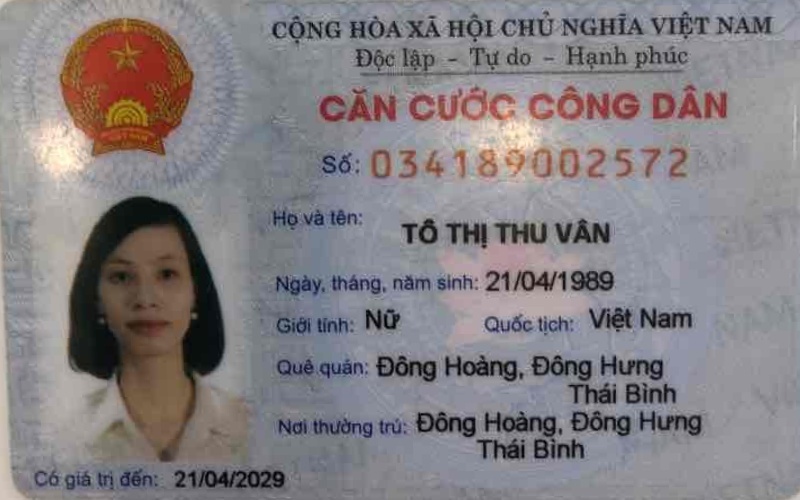 CỘNG HÒA XÃ HỘI CHỦ NGHĨA VIỆT NAM
Độc lập - Tự do - Hạnh phúc
CĂN CƯỚC CÔNG DÂN
Số: 034189002572
Họ và tên: TÔ THỊ THU VÂN
Ngày, tháng, năm sinh: 21/04/1989
Giới tính: Nữ Quốc tịch: Việt Nam
Quê quán: Đông Hoàng, Đông Hưng
Thái Bình
Nơi thường trú: Đông Hoàng, Đông Hưng
Thái Bình
Có giá trị đến: 21/04/2029